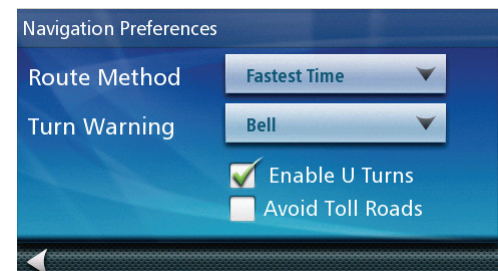 Navigation Preferences
Route Method Fastest Time
Turn Warning Bell
Enable U Turns
Avoid Toll Roads